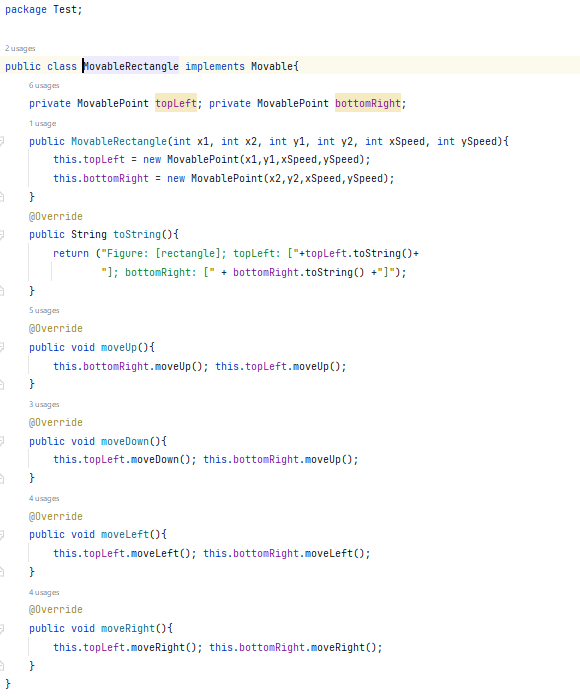 package Test;
2 usages
public class MovableRectangle implements Movable{
6 usages
private MovablePoint topLeft; private MovablePoint bottomRight;
1 usage
public MovableRectangle(int x1, int x2, int y1, int y2, int xSpeed, int ySpeed){
this.topLeft = new MovablePoint(x1,y1,xSpeed,ySpeed);
this.bottomRight = new MovablePoint(x2,y2,xSpeed,ySpeed);
}
@Override
public String toString(){
return ("Figure: [rectangle]; topLeft: ["+topLeft.toString()+
"]; bottomRight: [" + bottomRight.toString() +"]");
}
5 usages
@Override
public void moveUp(){
this.bottomRight.moveUp(); this.topLeft.moveUp();
}
3 usages
@Override
public void moveDown(){
this.topLeft.moveDown(); this.bottomRight.moveUp();
}
4 usages
@Override
public void moveLeft(){
this.topLeft.moveLeft(); this.bottomRight.moveLeft();
}
4 usages
@Override
public void moveRight(){
this.topLeft.moveRight(); this.bottomRight.moveRight();
}
}